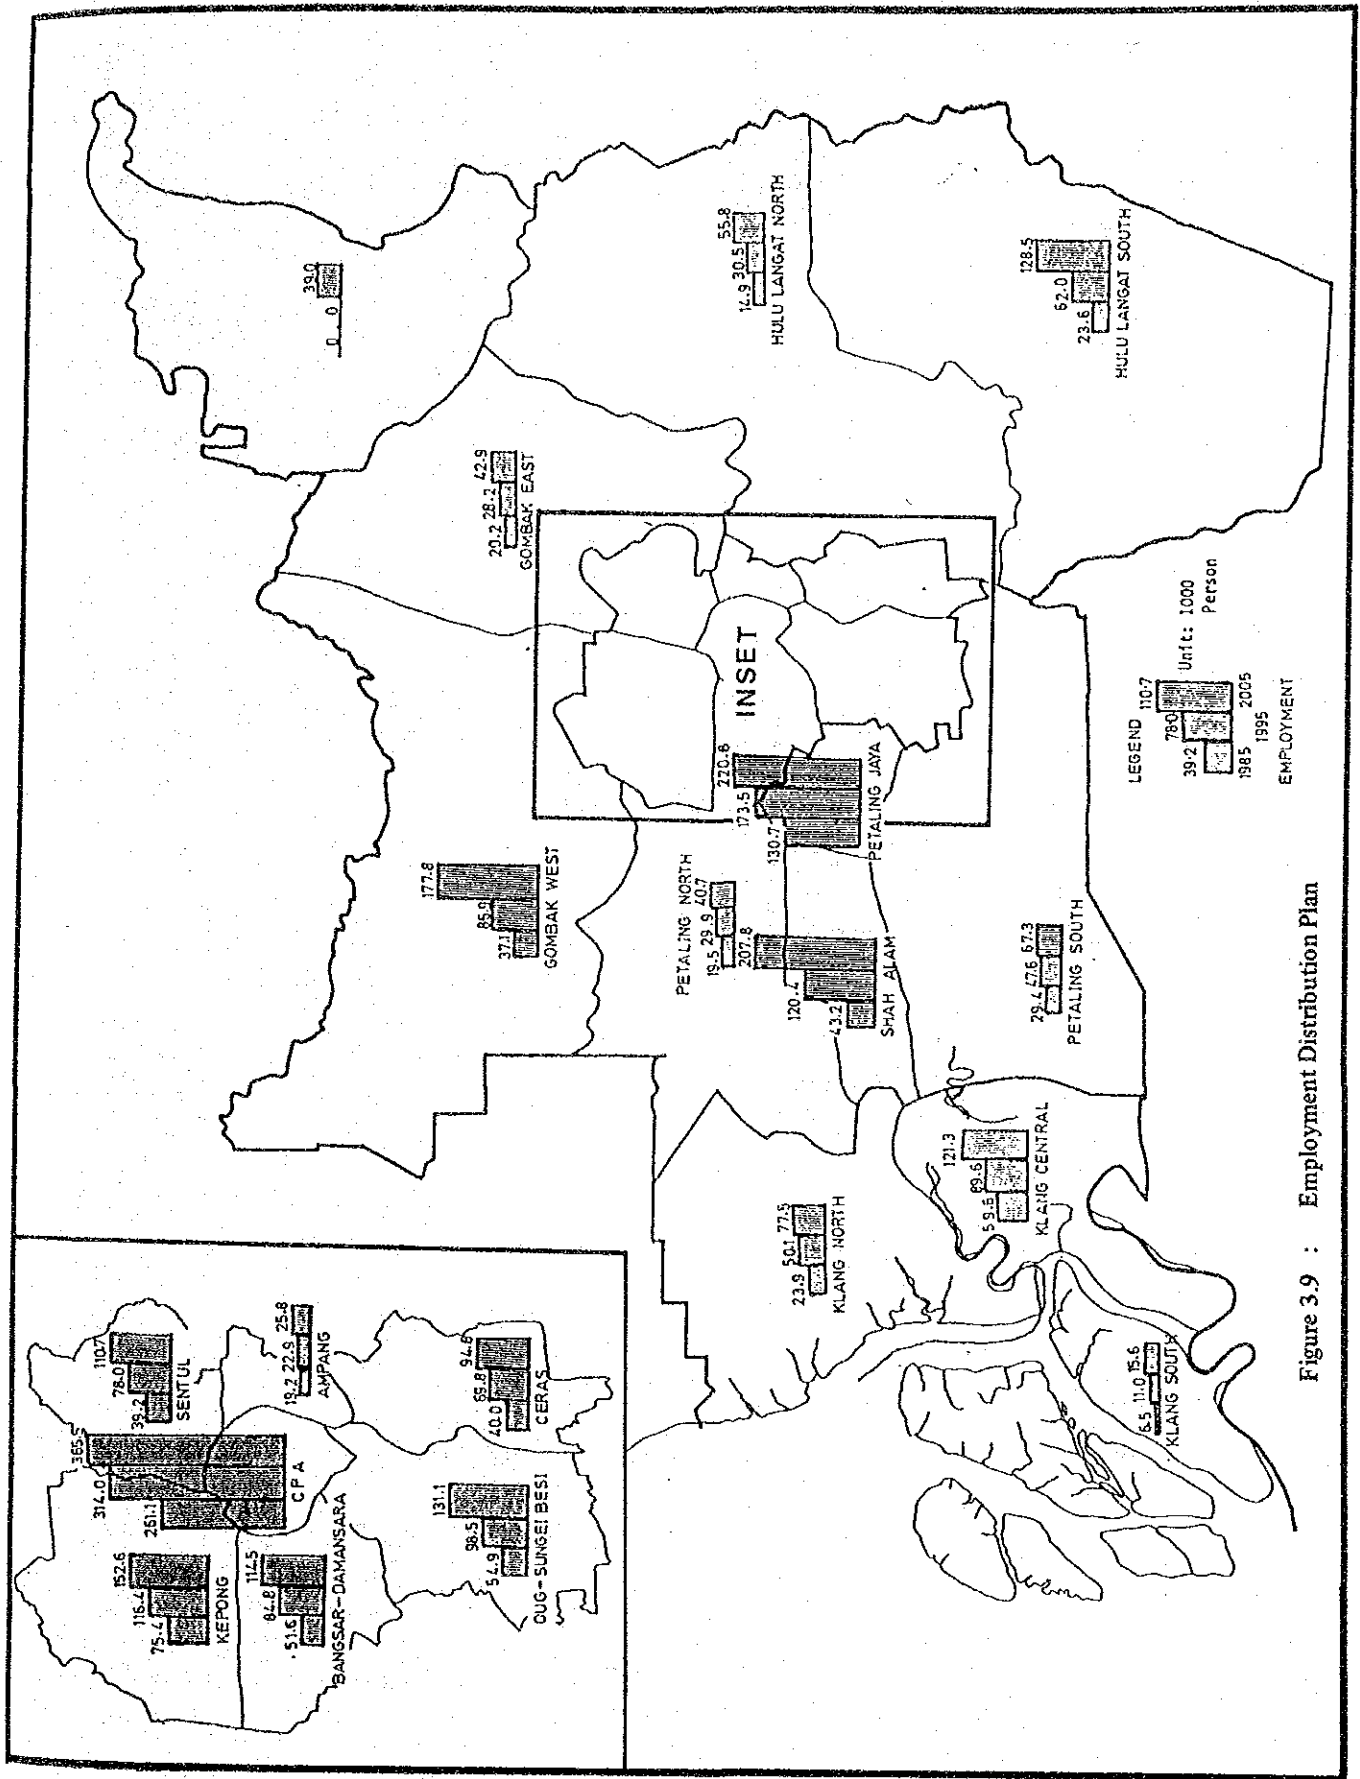 110.7
78.0
39.2
SENTUL
365.5
314.0
261.1
C P A
152.6
116.4
75.4
KEPONG
114.5
84.8
51.6
BANGSAR-DAMANSARA
19.2 22.9 25.8
AMPANG
94.8
69.8
40.0
CERAS
131.1
98.5
54.9
OUG-SUNGEI BESI
0 0 39.0
20.2 28.2 42.9
GOMBAK EAST
177.8
85.9
37.1
GOMBAK WEST
INSET
14.9 30.5 55.8
HULU LANGAT NORTH
128.5
62.0
23.6
HULU LANGAT SOUTH
PETALING NORTH
19.5 29.9 40.7
220.8
173.5
130.7
PETALING JAYA
207.8
120.4
43.2
SHAH ALAM
29.4 47.6 67.3
PETALING SOUTH
23.9 50.1 77.5
KLANG NORTH
121.3
89.6
59.6
KLANG CENTRAL
6.5 11.0 15.6
KLANG SOUTH
LEGEND
110.7
78.0
39.2
Unit: 1000
Person
1985
1995
2005
EMPLOYMENT
Figure 3.9 : Employment Distribution Plan